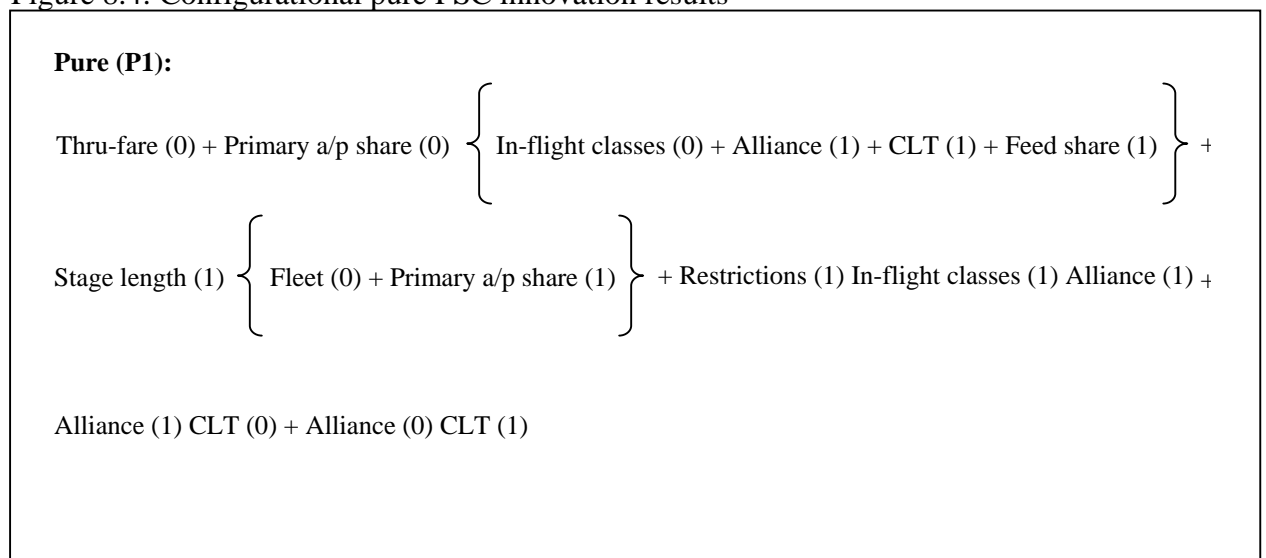 Figure 8.4: Configurational pure FSC innovation results
Pure (P1):
Thru-fare (0) + Primary a/p share (0) { In-flight classes (0) + Alliance (1) + CLT (1) + Feed share (1) } +
Stage length (1) { Fleet (0) + Primary a/p share (1) } + Restrictions (1) In-flight classes (1) Alliance (1) +
Alliance (1) CLT (0) + Alliance (0) CLT (1)